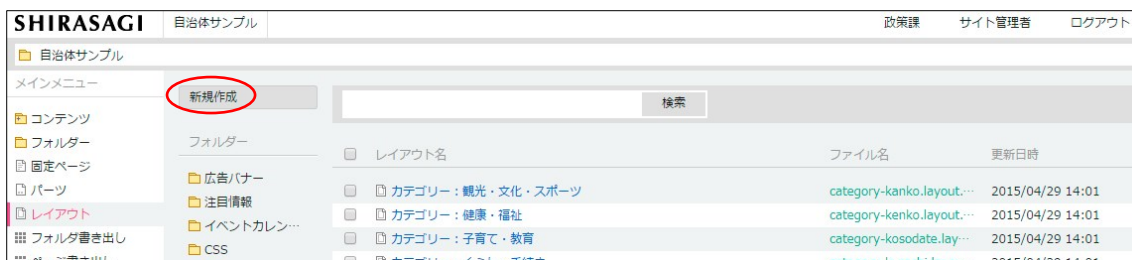 SHIRASAGI 自治体サンプル 政策課 サイト管理者 ログアウト
自治体サンプル
メインメニュー
コンテンツ
フォルダー
固定ページ
パーツ
レイアウト
フォルダ書き出し
新規作成
フォルダー
広告バナー
注目情報
イベントカレン…
CSS
検索
レイアウト名 ファイル名 更新日時
カテゴリー：観光・文化・スポーツ category-kanko.layout.… 2015/04/29 14:01
カテゴリー：健康・福祉 category-kenko.layout.… 2015/04/29 14:01
カテゴリー：子育て・教育 category-kosodate.lay… 2015/04/29 14:01